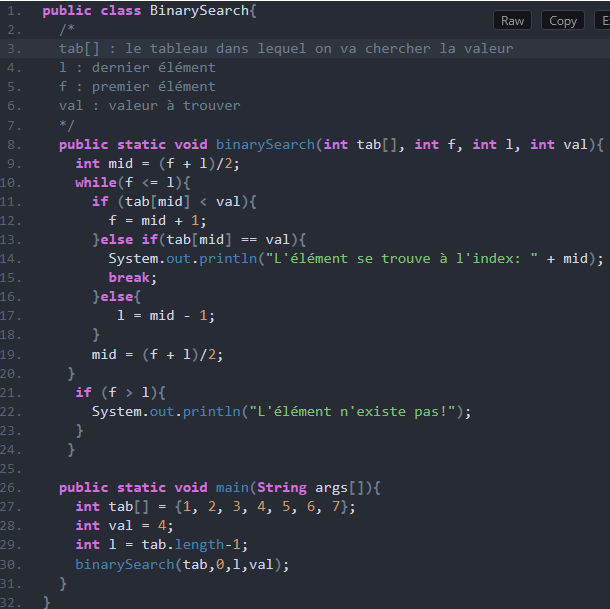 Raw Copy E
1. public class BinarySearch{
2. /*
3. tab[] : le tableau dans lequel on va chercher la valeur
4. l : dernier élément
5. f : premier élément
6. val : valeur à trouver
7. */
8. public static void binarySearch(int tab[], int f, int l, int val){
9. int mid = (f + l)/2;
10. while(f <= l){
11. if (tab[mid] < val){
12. f = mid + 1;
13. }else if(tab[mid] == val){
14. System.out.println("L'élément se trouve à l'index: " + mid);
15. break;
16. }else{
17. l = mid - 1;
18. }
19. mid = (f + l)/2;
20. }
21. if (f > l){
22. System.out.println("L'élément n'existe pas!");
23. }
24. }
25.
26. public static void main(String args[]){
27. int tab[] = {1, 2, 3, 4, 5, 6, 7};
28. int val = 4;
29. int l = tab.length-1;
30. binarySearch(tab,0,l,val);
31. }
32. }